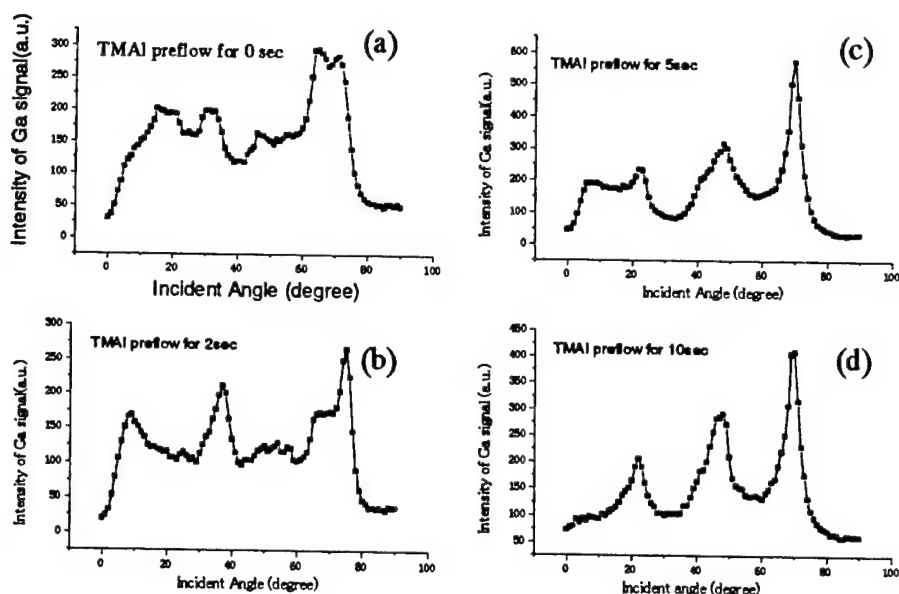 (a)
TMAl preflow for 0 sec
Intensity of Ga signal(a.u.)
300
250
200
150
100
50
0
0 20 40 60 80 100
Incident Angle (degree)
(c)
TMAl preflow for 5sec
Intensity of Ga signal(a.u.)
600
500
400
300
200
100
0
0 20 40 60 80 100
Incident Angle (degree)
(b)
TMAl preflow for 2sec
Intensity of Ga signal(a.u.)
300
250
200
150
100
50
0
0 20 40 60 80 100
Incident Angle (degree)
(d)
TMAl preflow for 10sec
Intensity of Ga signal (a.u.)
450
400
350
300
250
200
150
100
50
0 20 40 60 80 100
Incident angle (degree)